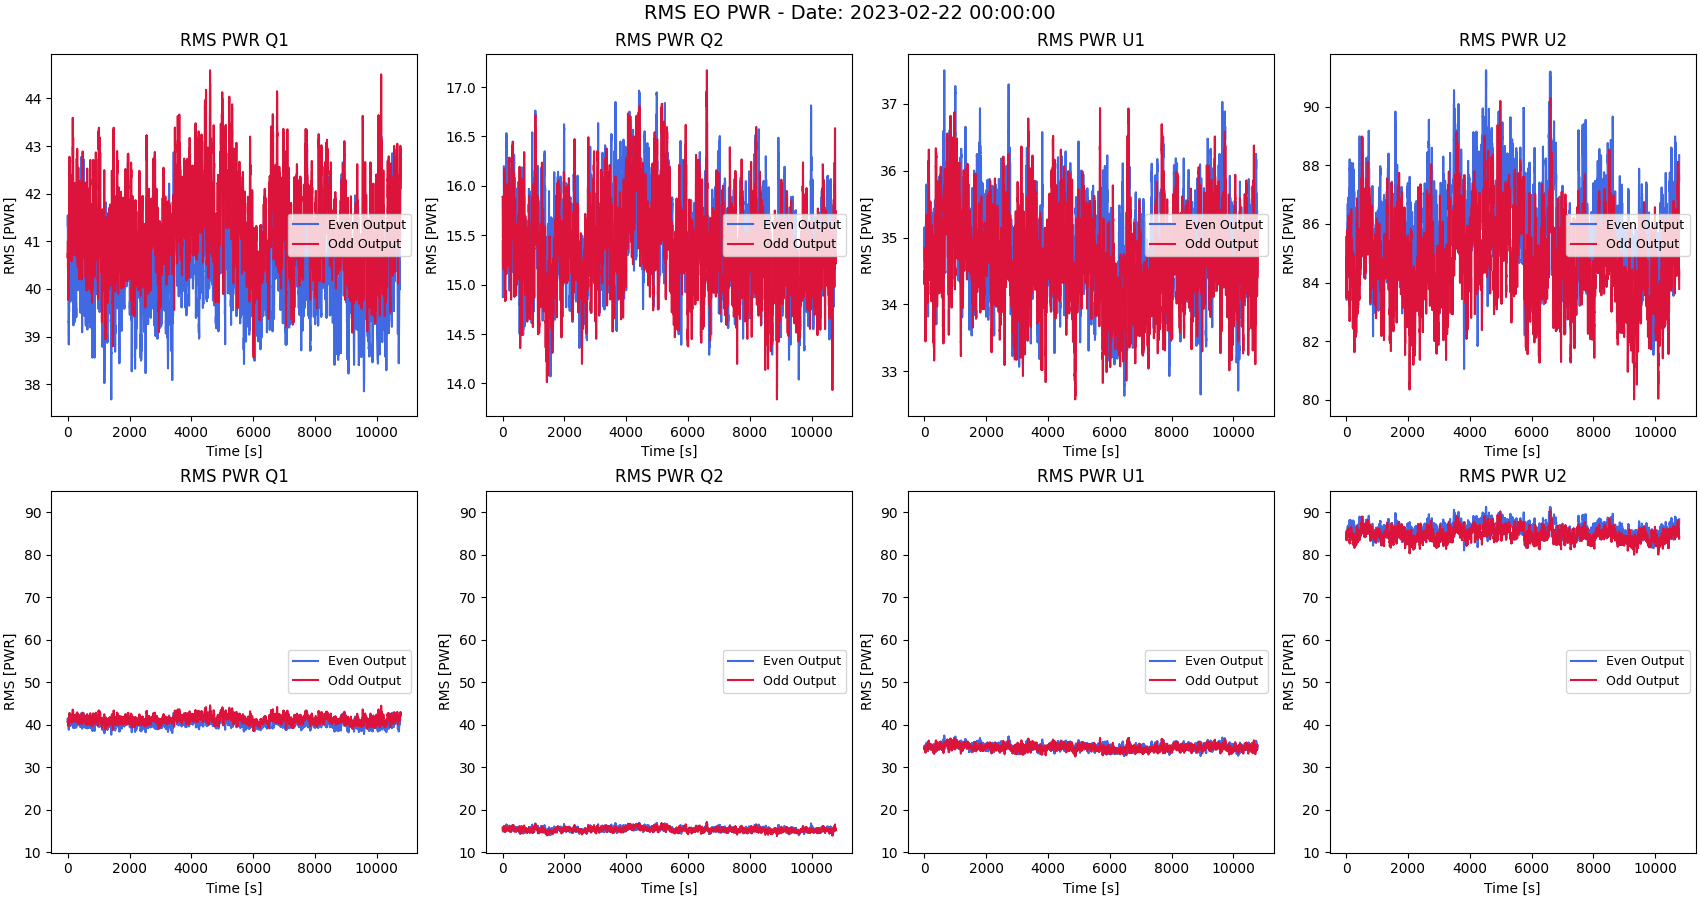 RMS EO PWR - Date: 2023-02-22 00:00:00
RMS PWR Q1
RMS [PWR]
44
43
42
41
40
39
38
Even Output
Odd Output
0 2000 4000 6000 8000 10000
Time [s]
RMS PWR Q2
RMS [PWR]
17.0
16.5
16.0
15.5
15.0
14.5
14.0
Even Output
Odd Output
0 2000 4000 6000 8000 10000
Time [s]
RMS PWR U1
RMS [PWR]
37
36
35
34
33
Even Output
Odd Output
0 2000 4000 6000 8000 10000
Time [s]
RMS PWR U2
RMS [PWR]
90
88
86
84
82
80
Even Output
Odd Output
0 2000 4000 6000 8000 10000
Time [s]
RMS PWR Q1
RMS [PWR]
90
80
70
60
50
40
30
20
10
Even Output
Odd Output
0 2000 4000 6000 8000 10000
Time [s]
RMS PWR Q2
RMS [PWR]
90
80
70
60
50
40
30
20
10
Even Output
Odd Output
0 2000 4000 6000 8000 10000
Time [s]
RMS PWR U1
RMS [PWR]
90
80
70
60
50
40
30
20
10
Even Output
Odd Output
0 2000 4000 6000 8000 10000
Time [s]
RMS PWR U2
RMS [PWR]
90
80
70
60
50
40
30
20
10
Even Output
Odd Output
0 2000 4000 6000 8000 10000
Time [s]